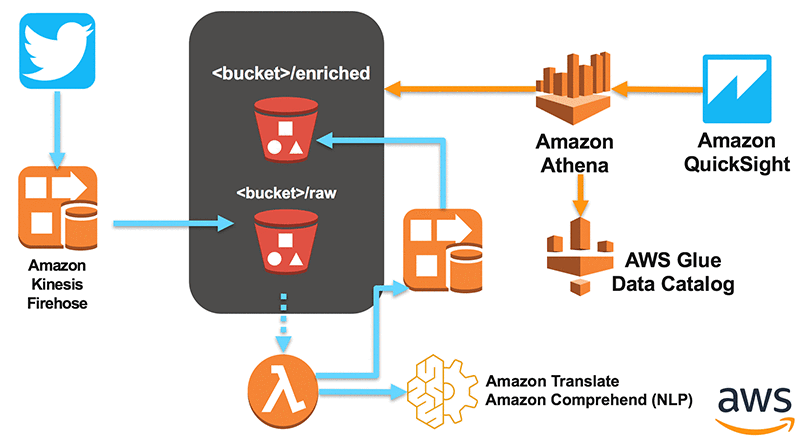 <bucket>/enriched
<bucket>/raw
Amazon
Kinesis
Firehose
Amazon
Athena
Amazon
QuickSight
AWS Glue
Data Catalog
λ
Amazon Translate
Amazon Comprehend (NLP)
aws